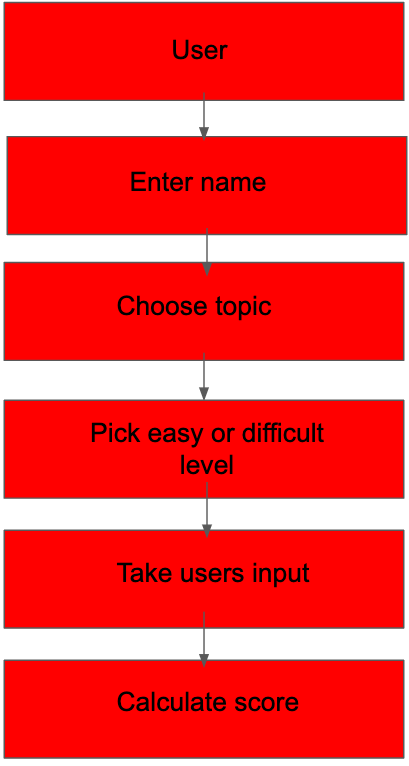 User
Enter name
Choose topic
Pick easy or difficult
level
Take users input
Calculate score